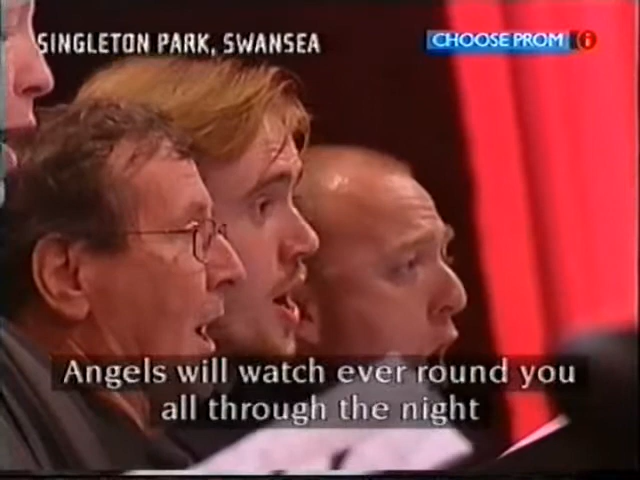 SINGLETON PARK, SWANSEA
CHOOSE PROM i
Angels will watch ever round you
all through the night